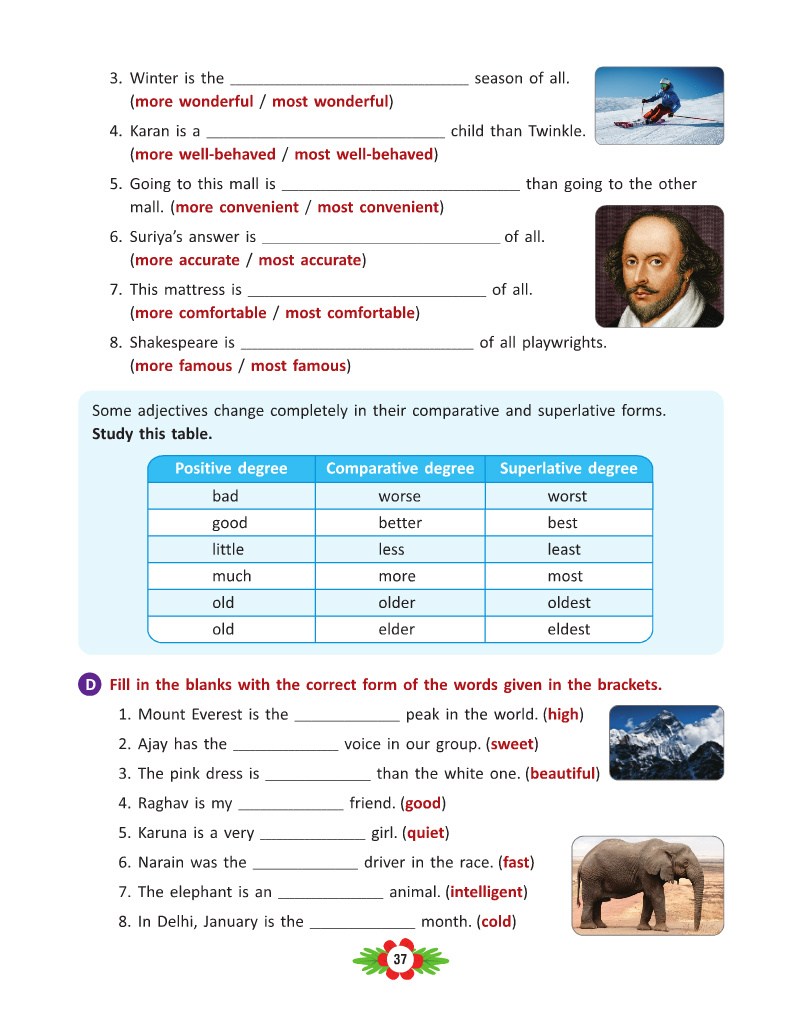 3. Winter is the ______________________________ season of all.
(more wonderful / most wonderful)
4. Karan is a ______________________________ child than Twinkle.
(more well-behaved / most well-behaved)
5. Going to this mall is ______________________________ than going to the other
mall. (more convenient / most convenient)
6. Suriya’s answer is ______________________________ of all.
(more accurate / most accurate)
7. This mattress is ______________________________ of all.
(more comfortable / most comfortable)
8. Shakespeare is ______________________________ of all playwrights.
(more famous / most famous)
Some adjectives change completely in their comparative and superlative forms.
Study this table.
Positive degree Comparative degree Superlative degree
bad worse worst
good better best
little less least
much more most
old older oldest
old elder eldest
D Fill in the blanks with the correct form of the words given in the brackets.
1. Mount Everest is the _____________ peak in the world. (high)
2. Ajay has the _____________ voice in our group. (sweet)
3. The pink dress is _____________ than the white one. (beautiful)
4. Raghav is my _____________ friend. (good)
5. Karuna is a very _____________ girl. (quiet)
6. Narain was the _____________ driver in the race. (fast)
7. The elephant is an _____________ animal. (intelligent)
8. In Delhi, January is the _____________ month. (cold)
37